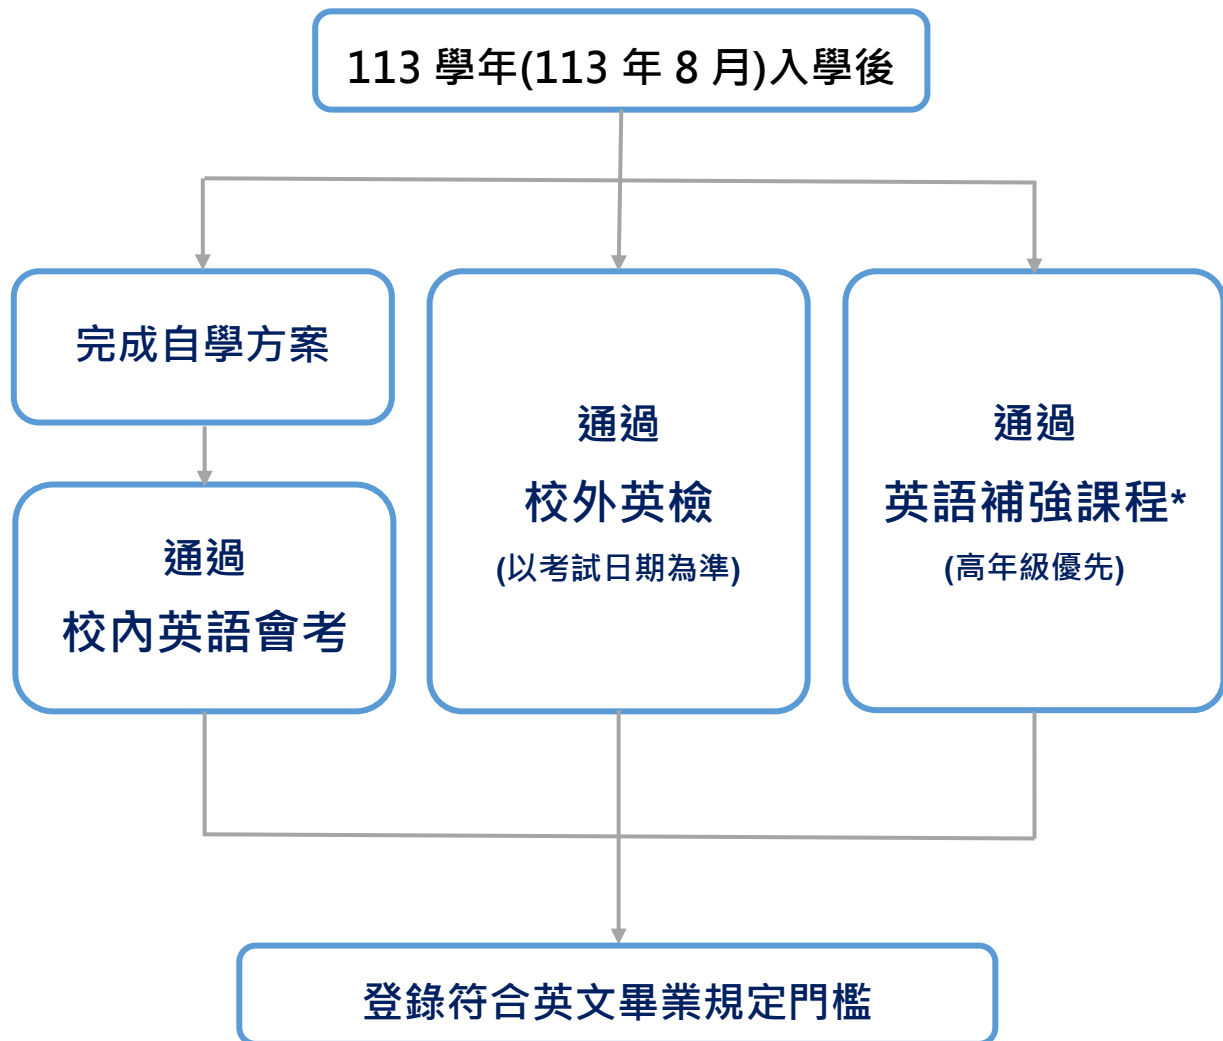 113 學年(113 年 8 月)入學後
完成自學方案
通過
校內英語會考
通過
校外英檢
(以考試日期為準)
通過
英語補強課程*
(高年級優先)
登錄符合英文畢業規定門檻